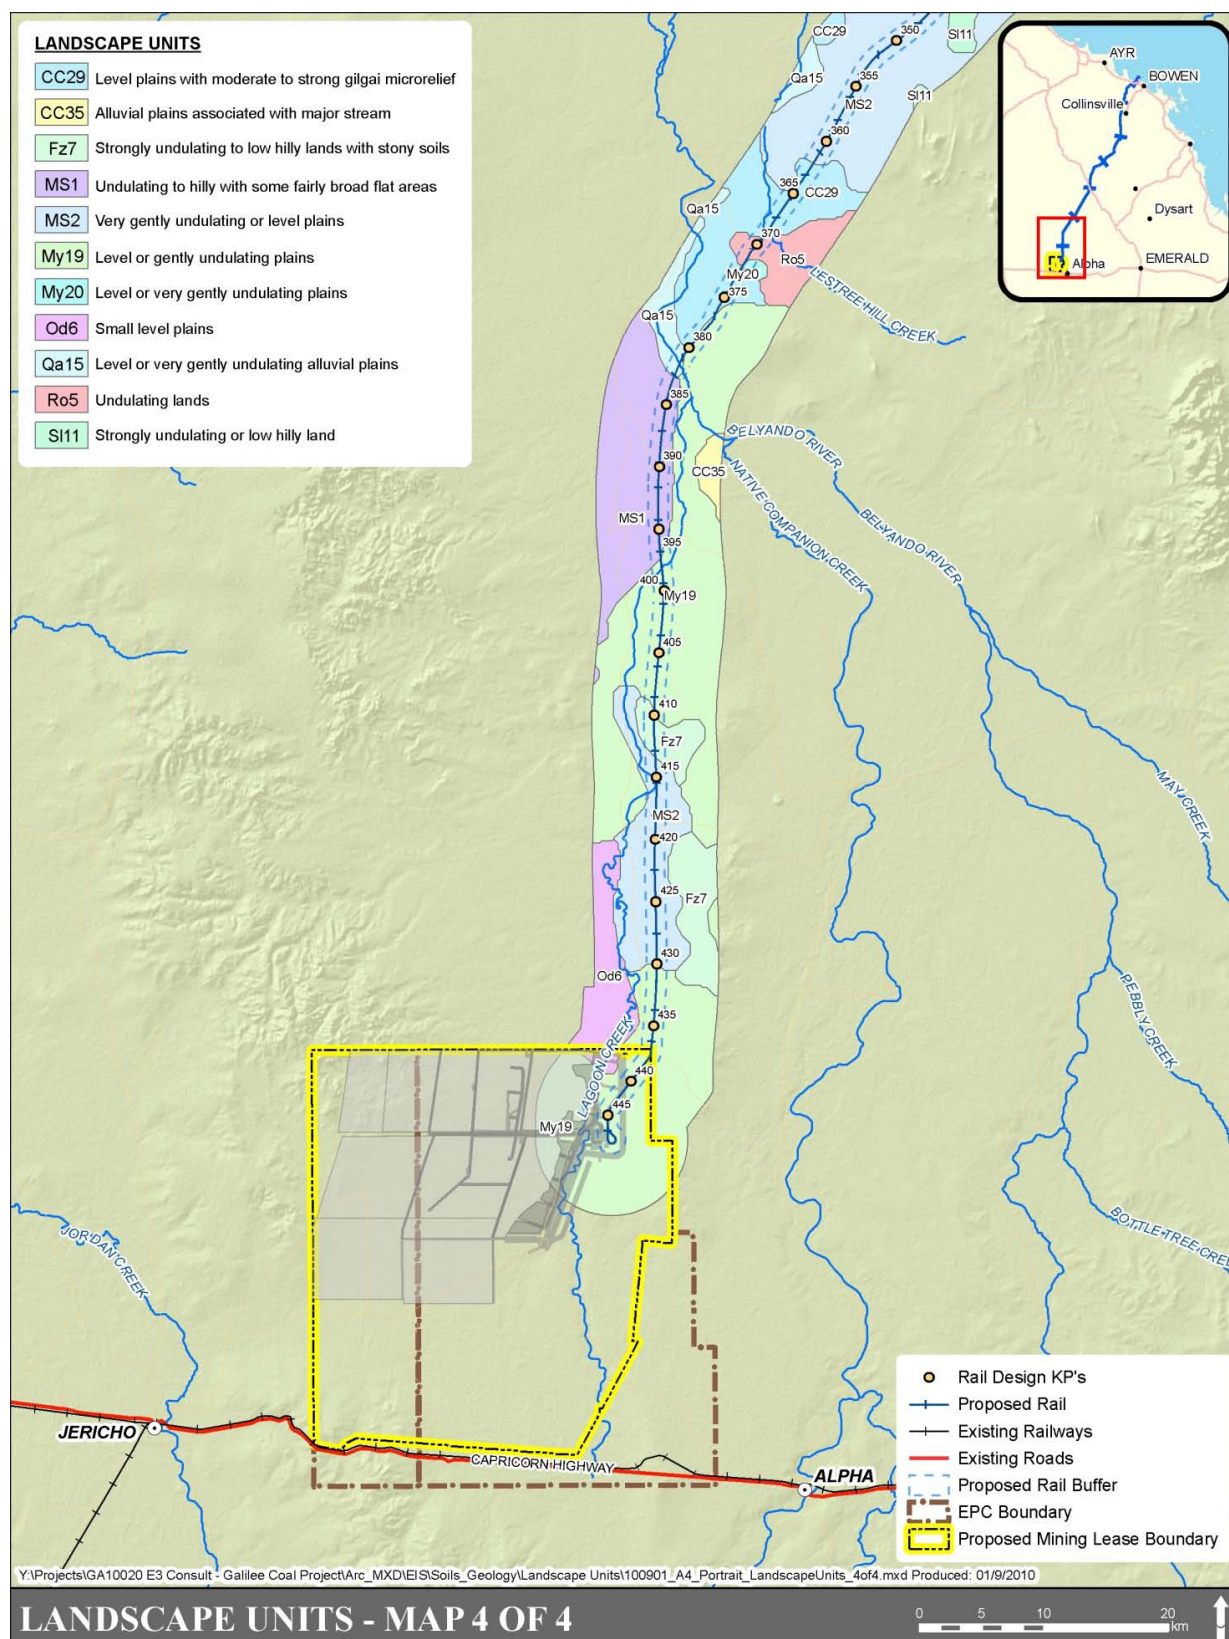 LANDSCAPE UNITS
CC29 Level plains with moderate to strong gilgai microrelief
CC35 Alluvial plains associated with major stream
Fz7 Strongly undulating to low hilly lands with stony soils
MS1 Undulating to hilly with some fairly broad flat areas
MS2 Very gently undulating or level plains
My19 Level or gently undulating plains
My20 Level or very gently undulating plains
Od6 Small level plains
Qa15 Level or very gently undulating alluvial plains
Ro5 Undulating lands
Sl11 Strongly undulating or low hilly land
AYR
BOWEN
Collinsville
Dysart
EMERALD
Alpha
CC29
350
Sl11
Qa15
355
MS2
Sl11
360
365
CC29
Qa15
370
Ro5
My20
LESTREE HILL CREEK
375
Qa15
380
385
BELYANDO RIVER
390
CC35
NATIVE COMPANION CREEK
MS1
BELYANDO RIVER
395
400
My19
405
410
Fz7
415
MAY CREEK
MS2
420
425
Fz7
430
Od6
PEBBLY CREEK
435
LAGOON CREEK
440
445
My19
JORDAN CREEK
BOTTLE TREE CREE
JERICHO
CAPRICORN HIGHWAY
ALPHA
Rail Design KP's
Proposed Rail
Existing Railways
Existing Roads
Proposed Rail Buffer
EPC Boundary
Proposed Mining Lease Boundary
Y:\Projects\GA10020 E3 Consult - Galilee Coal Project\Arc_MXD\EIS\Soils_Geology\Landscape Units\100901_A4_Portrait_LandscapeUnits_4of4.mxd Produced: 01/9/2010
LANDSCAPE UNITS - MAP 4 OF 4
0 5 10 20
km